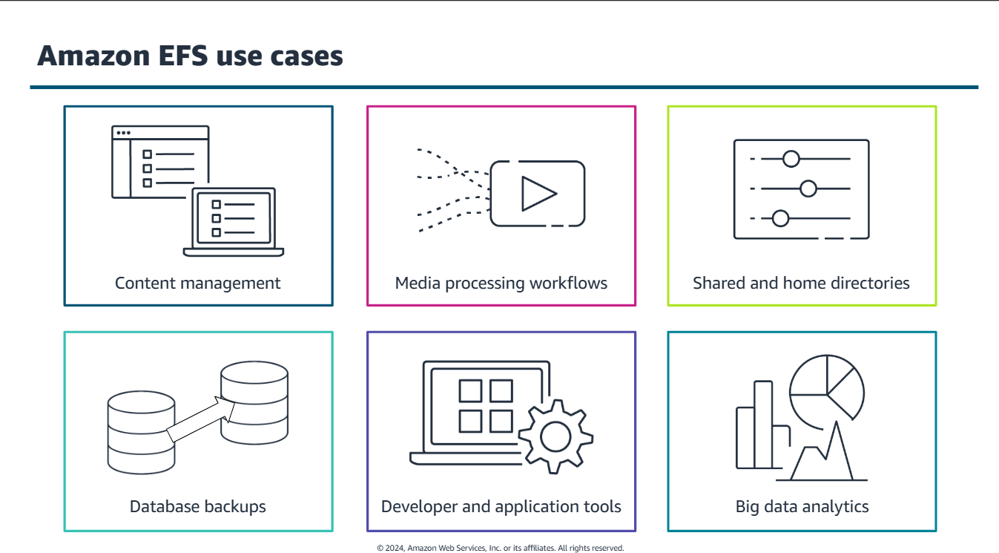 Amazon EFS use cases
Content management
Media processing workflows
Shared and home directories
Database backups
Developer and application tools
Big data analytics
© 2024, Amazon Web Services, Inc. or its affiliates. All rights reserved.